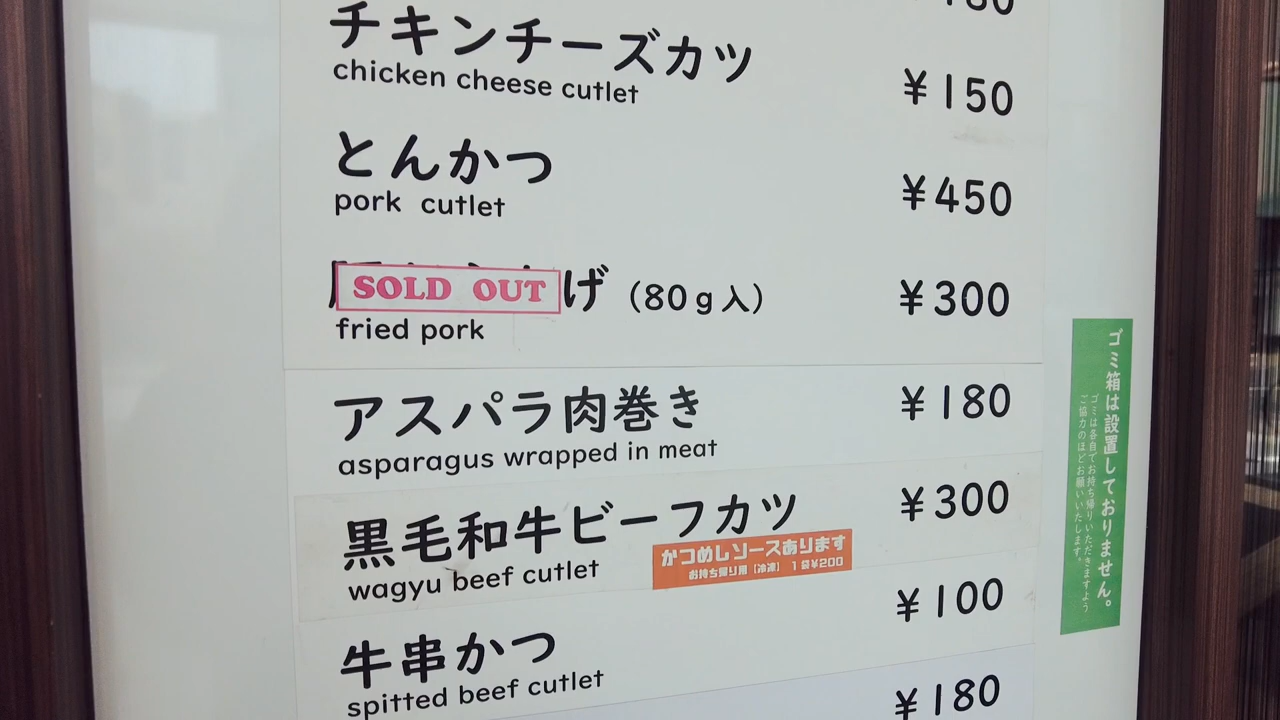 チキンチーズカツ
chicken cheese cutlet
¥150
とんかつ
pork cutlet
¥450
SOLD OUT
げ (80g入)
¥300
fried pork
アスパラ肉巻き
¥180
asparagus wrapped in meat
黒毛和牛ビーフカツ
¥300
wagyu beef cutlet
かつめしソースあります
お持ち帰り用【冷凍】 1袋¥200
¥100
牛串かつ
spitted beef cutlet
¥180
ゴミ箱は設置しておりません。
ゴミは各自でお持ち帰りいただきますよう
ご協力のほどお願いいたします。